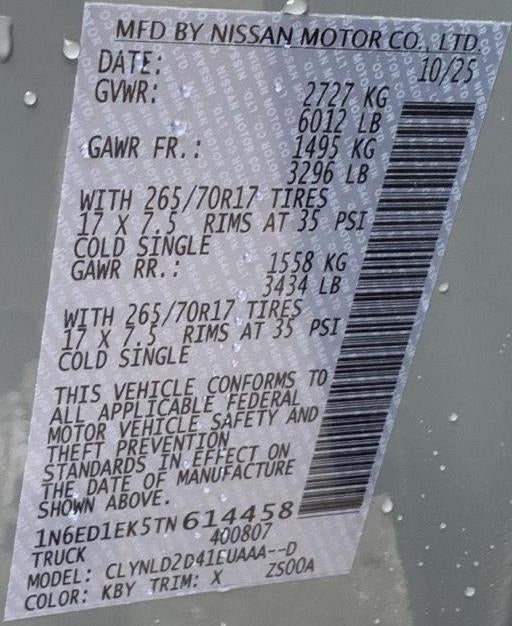 MFD BY NISSAN MOTOR CO., LTD.
DATE: 10/25
GVWR: 2727 KG
6012 LB
GAWR FR.: 1495 KG
3296 LB
WITH 265/70R17 TIRES
17 X 7.5 RIMS AT 35 PSI
COLD SINGLE
GAWR RR.: 1558 KG
3434 LB
WITH 265/70R17 TIRES
17 X 7.5 RIMS AT 35 PSI
COLD SINGLE
THIS VEHICLE CONFORMS TO
ALL APPLICABLE FEDERAL
MOTOR VEHICLE SAFETY AND
THEFT PREVENTION
STANDARDS IN EFFECT ON
THE DATE OF MANUFACTURE
SHOWN ABOVE.
1N6ED1EK5TN614458
TRUCK 400807
MODEL: CLYNLD2D41EUAAA--D
COLOR: KBY TRIM: X ZS00A